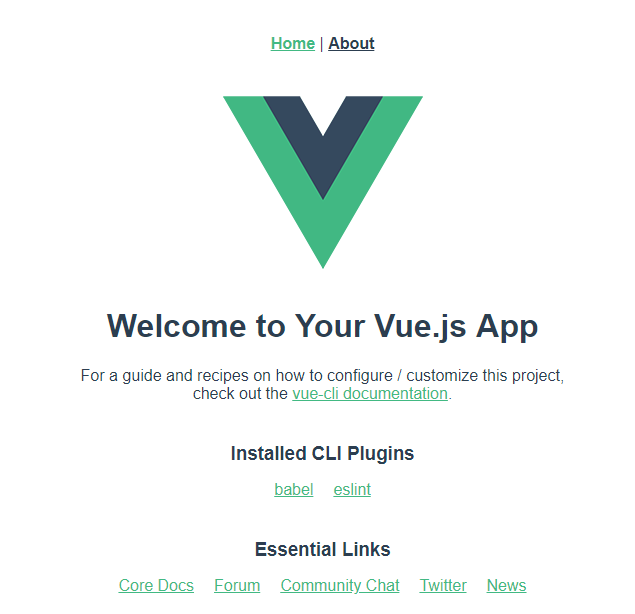 Home | About
Welcome to Your Vue.js App
For a guide and recipes on how to configure / customize this project,
check out the vue-cli documentation.
Installed CLI Plugins
babel eslint
Essential Links
Core Docs Forum Community Chat Twitter News